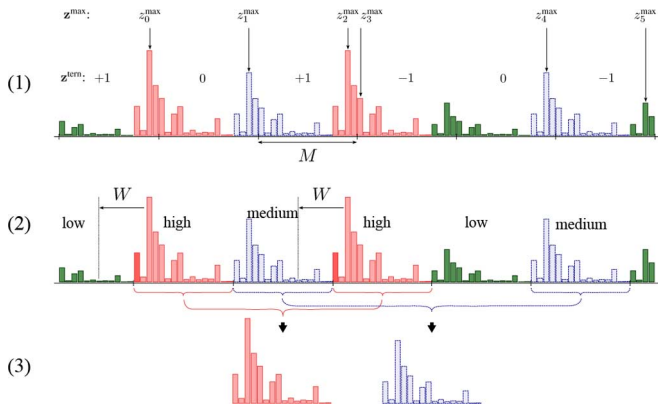 z^max: z_0^max z_1^max z_2^max z_3^max z_4^max z_5^max
(1) z^tern: +1 0 +1 −1 0 −1
M
W W
(2) low high medium high low medium
(3)